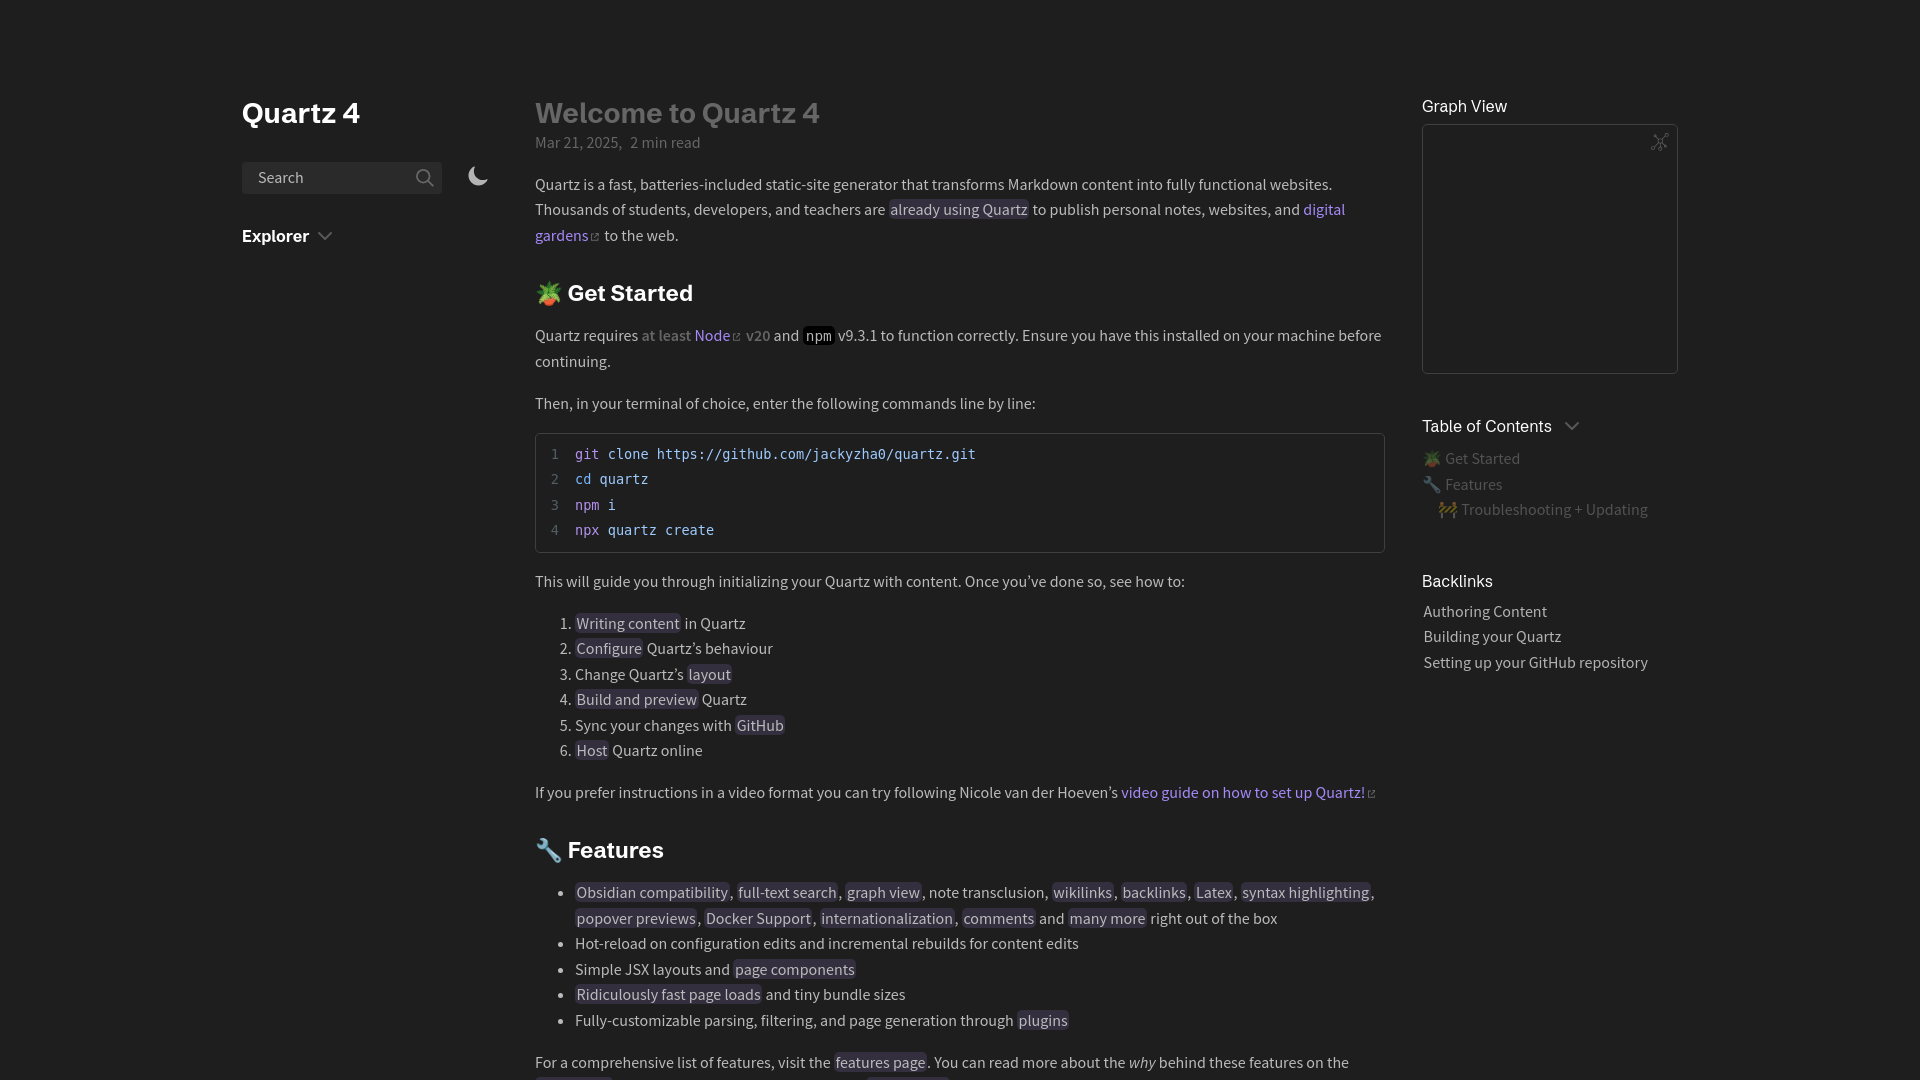 Quartz 4
Search
Explorer
Welcome to Quartz 4
Mar 21, 2025, 2 min read
Quartz is a fast, batteries-included static-site generator that transforms Markdown content into fully functional websites.
Thousands of students, developers, and teachers are already using Quartz to publish personal notes, websites, and digital
gardens to the web.
🪴 Get Started
Quartz requires at least Node v20 and npm v9.3.1 to function correctly. Ensure you have this installed on your machine before
continuing.
Then, in your terminal of choice, enter the following commands line by line:
1 git clone https://github.com/jackyzha0/quartz.git
2 cd quartz
3 npm i
4 npx quartz create
This will guide you through initializing your Quartz with content. Once you’ve done so, see how to:
1. Writing content in Quartz
2. Configure Quartz’s behaviour
3. Change Quartz’s layout
4. Build and preview Quartz
5. Sync your changes with GitHub
6. Host Quartz online
If you prefer instructions in a video format you can try following Nicole van der Hoeven’s video guide on how to set up Quartz!
🔧 Features
• Obsidian compatibility, full-text search, graph view, note transclusion, wikilinks, backlinks, Latex, syntax highlighting,
popover previews, Docker Support, internationalization, comments and many more right out of the box
• Hot-reload on configuration edits and incremental rebuilds for content edits
• Simple JSX layouts and page components
• Ridiculously fast page loads and tiny bundle sizes
• Fully-customizable parsing, filtering, and page generation through plugins
For a comprehensive list of features, visit the features page. You can read more about the why behind these features on the
Graph View
Table of Contents
🪴 Get Started
🔧 Features
🚧 Troubleshooting + Updating
Backlinks
Authoring Content
Building your Quartz
Setting up your GitHub repository